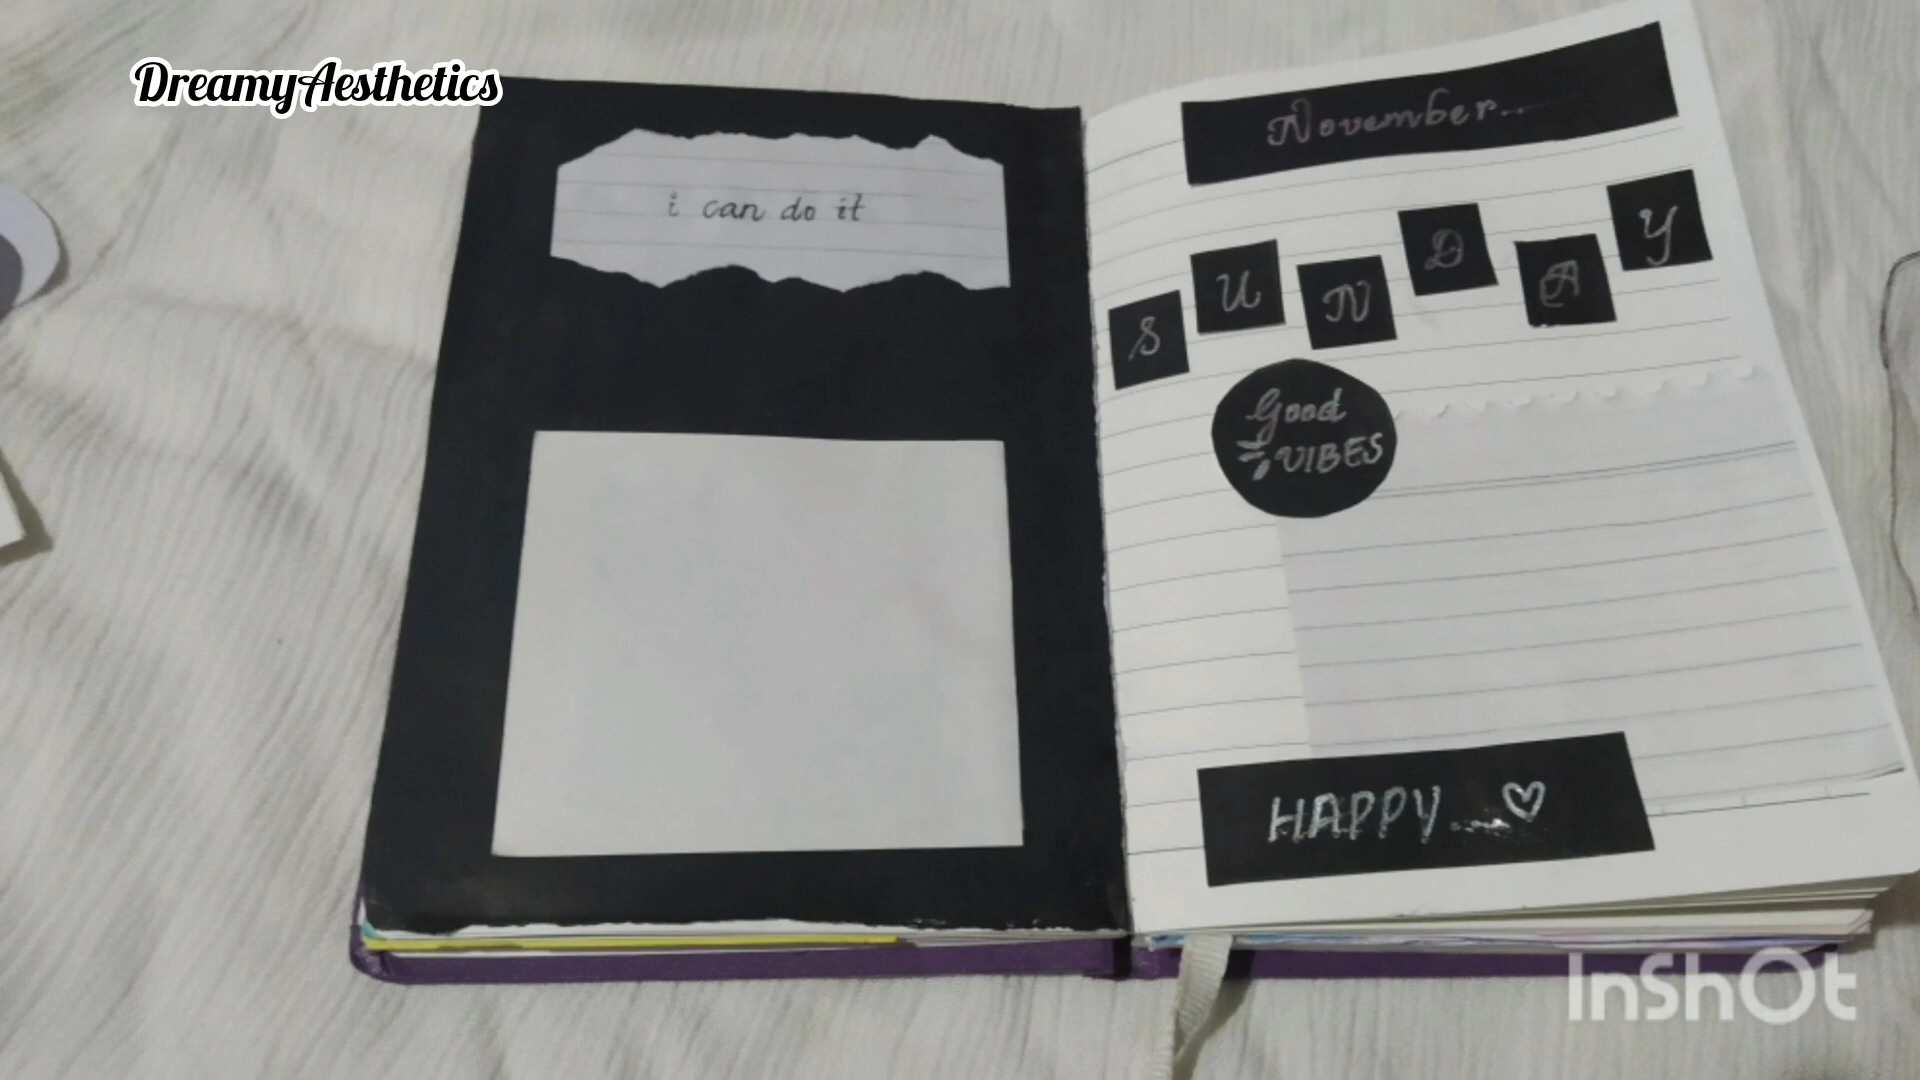 DreamyAesthetics
i can do it
November..
SUNDAY
Good
VIBES
HAPPY...♡
InShOt